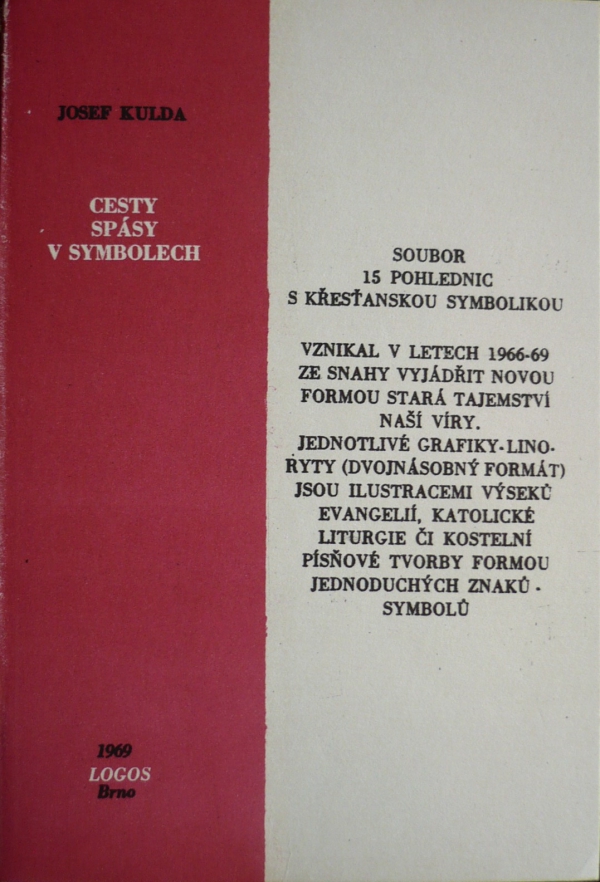 JOSEF KULDA
CESTY
SPÁSY
V SYMBOLECH
1969
LOGOS
Brno
SOUBOR
15 POHLEDNIC
S KŘESŤANSKOU SYMBOLIKOU
VZNIKAL V LETECH 1966-69
ZE SNAHY VYJÁDŘIT NOVOU
FORMOU STARÁ TAJEMSTVÍ
NAŠÍ VÍRY.
JEDNOTLIVÉ GRAFIKY-LINO-
RYTY (DVOJNÁSOBNÝ FORMÁT)
JSOU ILUSTRACEMI VÝSEKŮ
EVANGELIÍ, KATOLICKÉ
LITURGIE ČI KOSTELNÍ
PÍSŇOVÉ TVORBY FORMOU
JEDNODUCHÝCH ZNAKŮ -
SYMBOLŮ